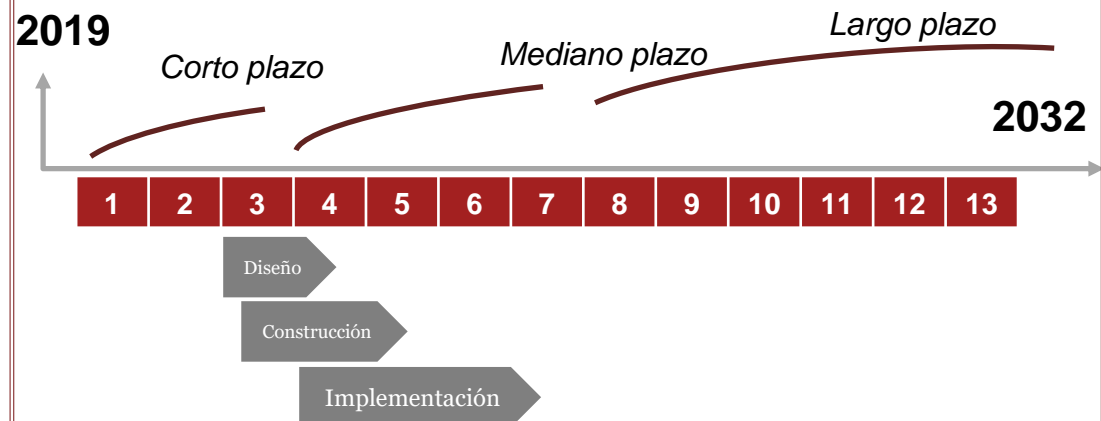 2019
Corto plazo
Mediano plazo
Largo plazo
2032
1 2 3 4 5 6 7 8 9 10 11 12 13
Diseño
Construcción
Implementación